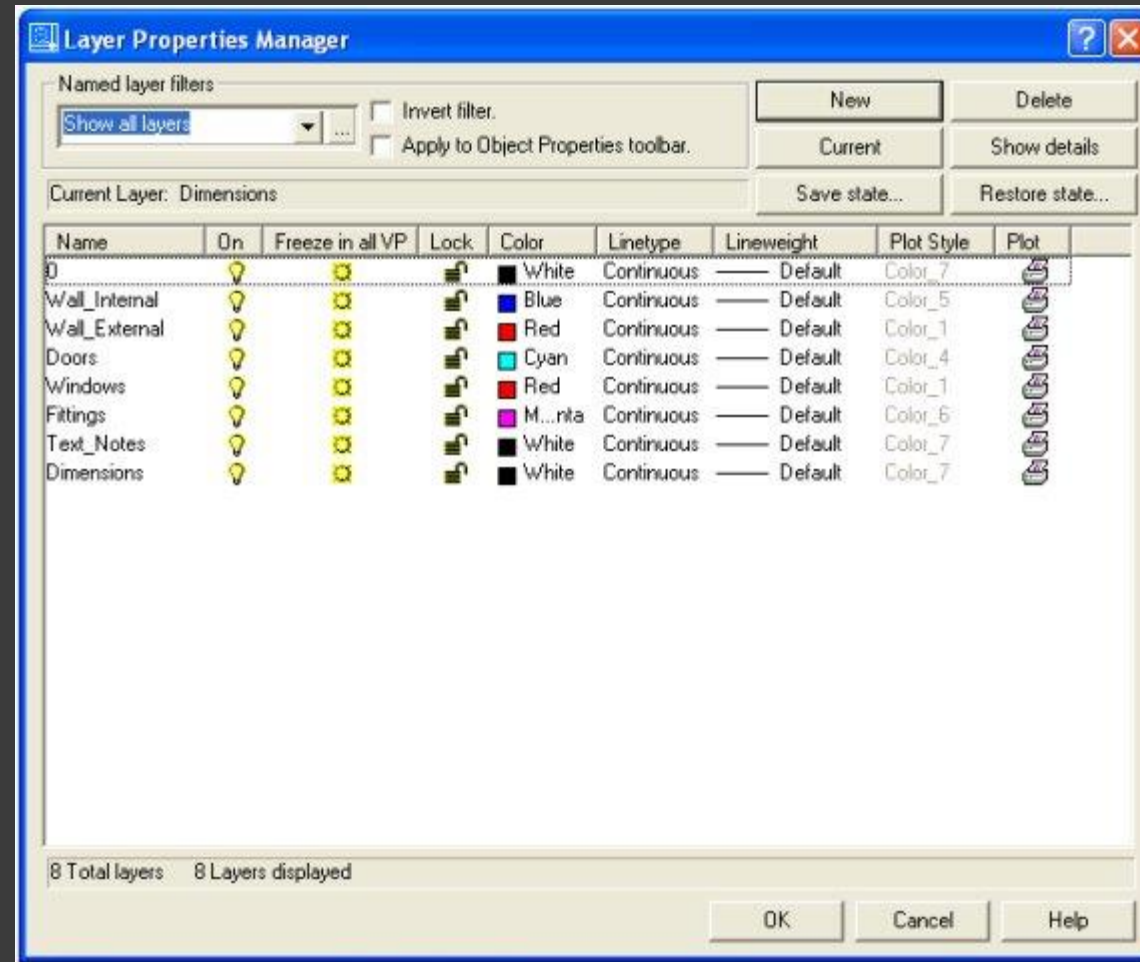 Layer Properties Manager
Named layer filters
Show all layers
...
Invert filter.
Apply to Object Properties toolbar.
New
Delete
Current
Show details
Current Layer: Dimensions
Save state...
Restore state...
Name On Freeze in all VP Lock Color Linetype Lineweight Plot Style Plot
0 White Continuous Default Color_7
Wall_Internal Blue Continuous Default Color_5
Wall_External Red Continuous Default Color_1
Doors Cyan Continuous Default Color_4
Windows Red Continuous Default Color_1
Fittings M...nta Continuous Default Color_6
Text_Notes White Continuous Default Color_7
Dimensions White Continuous Default Color_7
8 Total layers 8 Layers displayed
OK Cancel Help